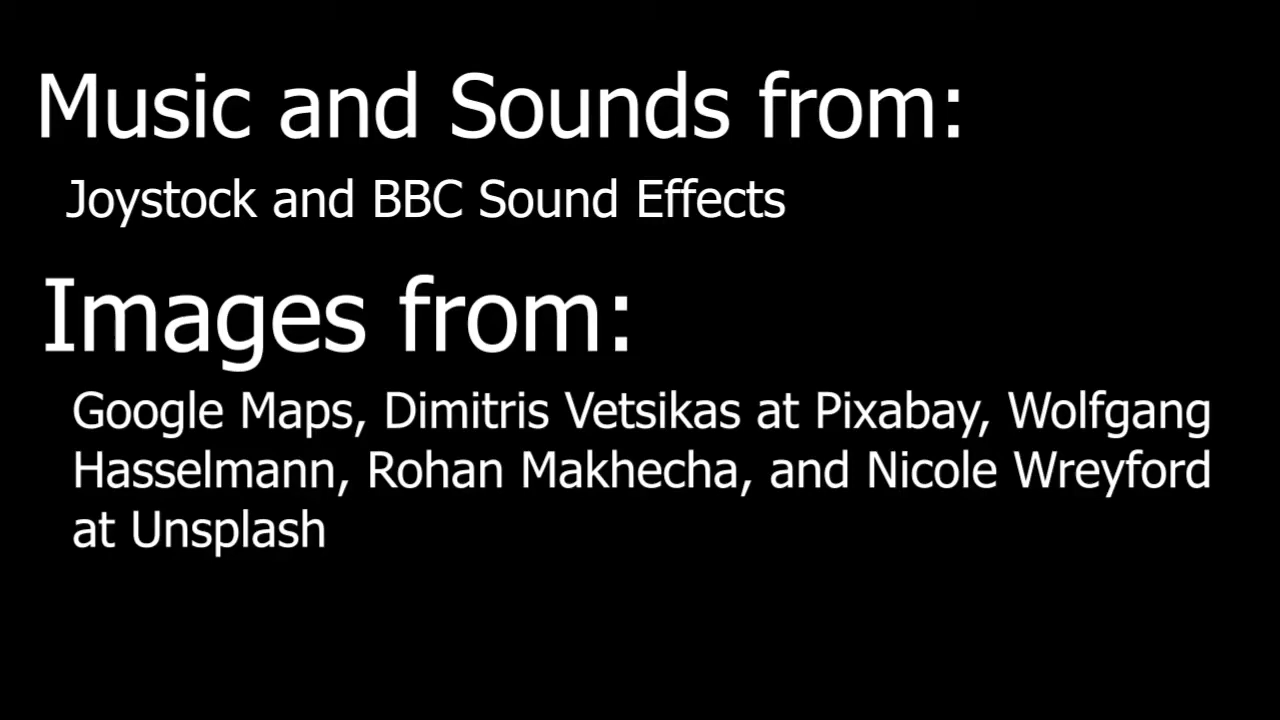 Music and Sounds from:
Joystock and BBC Sound Effects
Images from:
Google Maps, Dimitris Vetsikas at Pixabay, Wolfgang
Hasselmann, Rohan Makhecha, and Nicole Wreyford
at Unsplash